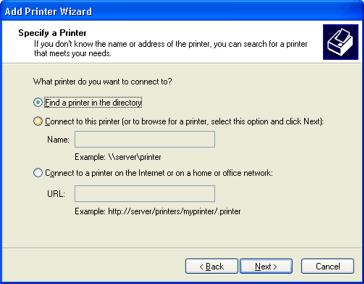 Add Printer Wizard
Specify a Printer
If you don't know the name or address of the printer, you can search for a printer
that meets your needs.
What printer do you want to connect to?
Find a printer in the directory
Connect to this printer (or to browse for a printer, select this option and click Next):
Name:
Example: \\server\printer
Connect to a printer on the Internet or on a home or office network:
URL:
Example: http://server/printers/myprinter/.printer
< Back
Next >
Cancel